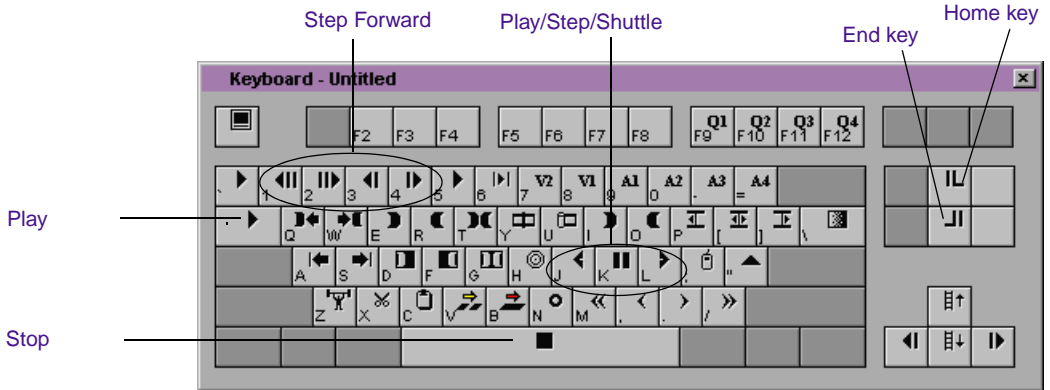 Step Forward
Play/Step/Shuttle
End key
Home key
Keyboard - Untitled
F2 F3 F4 F5 F6 F7 F8 F9 Q1 F10 Q2 F11 Q3 F12 Q4
` 1 2 3 4 5 6 7 V2 8 V1 9 A1 0 A2 - A3 = A4
Play
Q W E R T Y U I O P [ ] \
A S D F G H J K L ; "
Z X C V B N M , . /
Stop